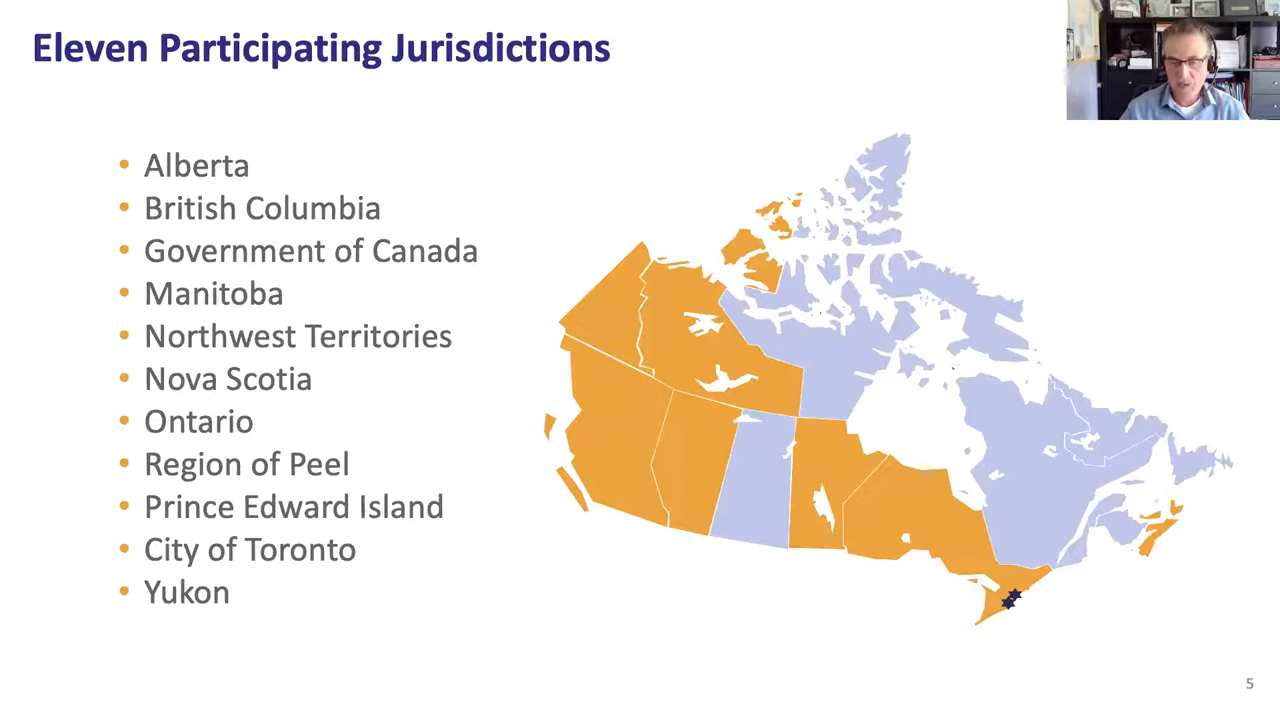 Eleven Participating Jurisdictions
• Alberta
• British Columbia
• Government of Canada
• Manitoba
• Northwest Territories
• Nova Scotia
• Ontario
• Region of Peel
• Prince Edward Island
• City of Toronto
• Yukon
5